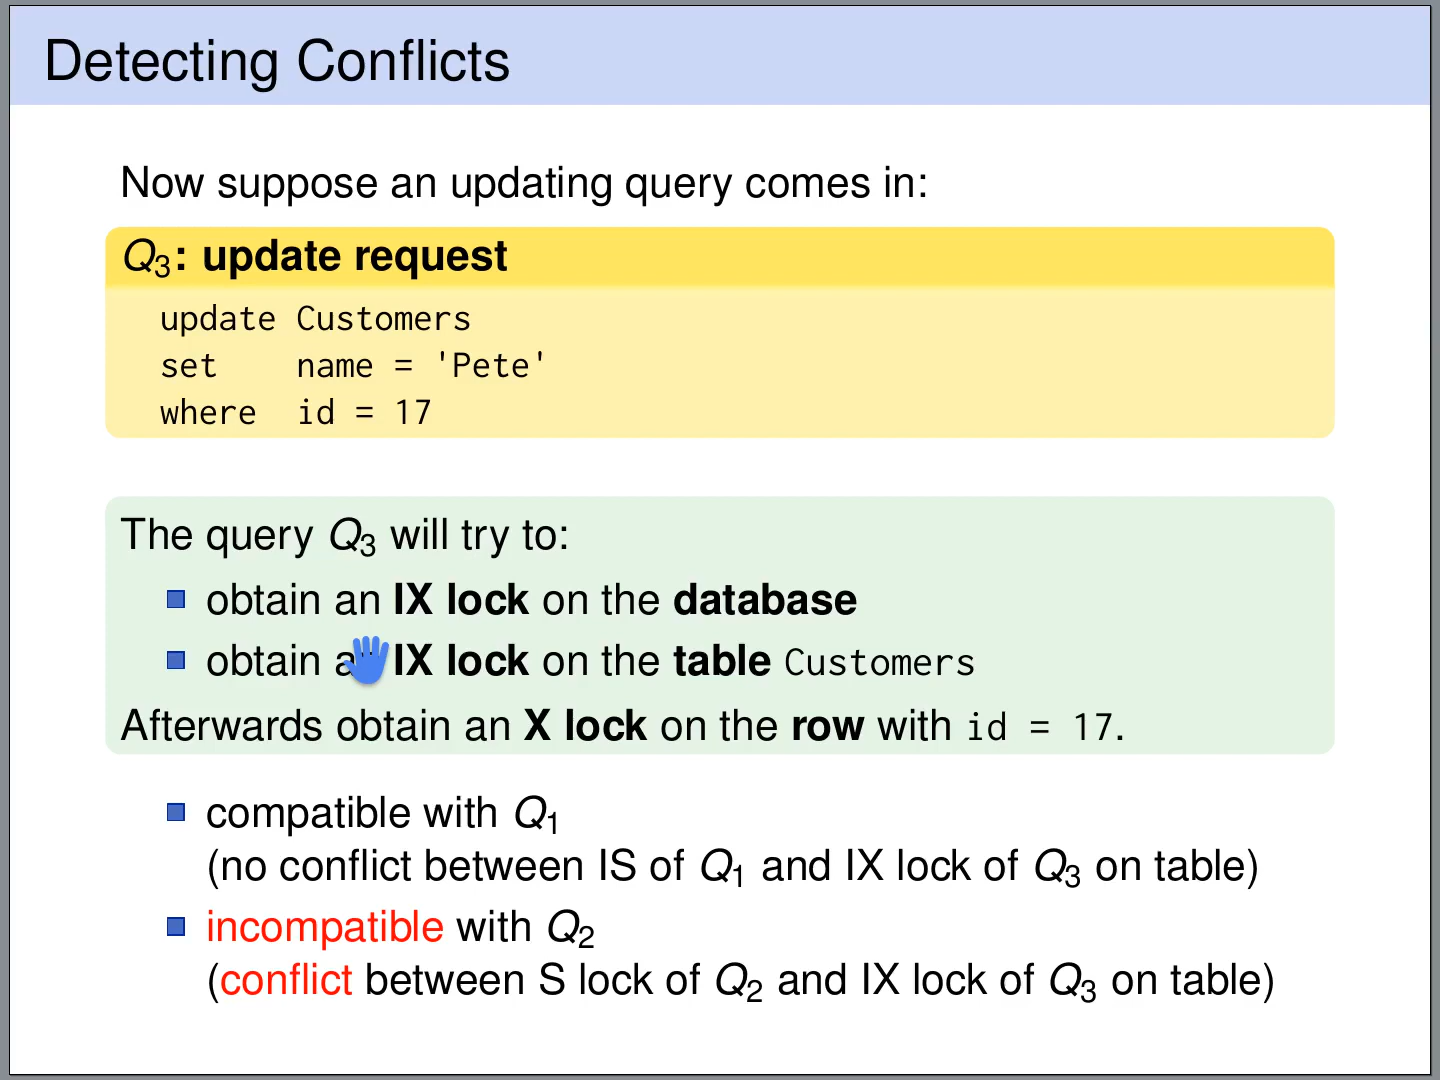 Detecting Conflicts
Now suppose an updating query comes in:
Q3: update request
update Customers
set name = 'Pete'
where id = 17
The query Q3 will try to:
obtain an IX lock on the database
obtain IX lock on the table Customers
Afterwards obtain an X lock on the row with id = 17.
compatible with Q1
(no conflict between IS of Q1 and IX lock of Q3 on table)
incompatible with Q2
(conflict between S lock of Q2 and IX lock of Q3 on table)